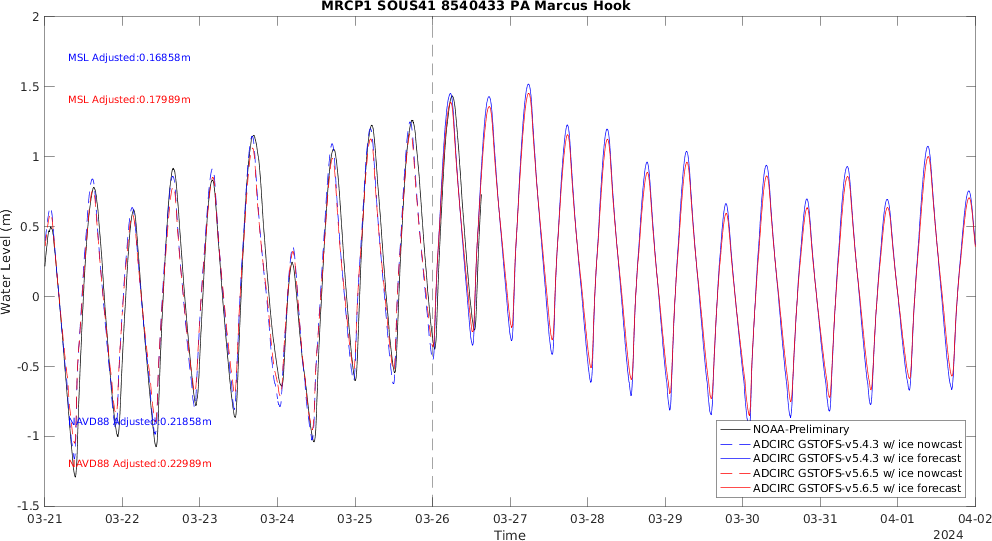 MRCP1 SOUS41 8540433 PA Marcus Hook
2
1.5
1
0.5
0
-0.5
-1
-1.5
Water Level (m)
MSL Adjusted:0.16858m
MSL Adjusted:0.17989m
NAVD88 Adjusted:0.21858m
NAVD88 Adjusted:0.22989m
NOAA-Preliminary
ADCIRC GSTOFS-v5.4.3 w/ ice nowcast
ADCIRC GSTOFS-v5.4.3 w/ ice forecast
ADCIRC GSTOFS-v5.6.5 w/ ice nowcast
ADCIRC GSTOFS-v5.6.5 w/ ice forecast
03-21 03-22 03-23 03-24 03-25 03-26 03-27 03-28 03-29 03-30 03-31 04-01 04-02
Time
2024